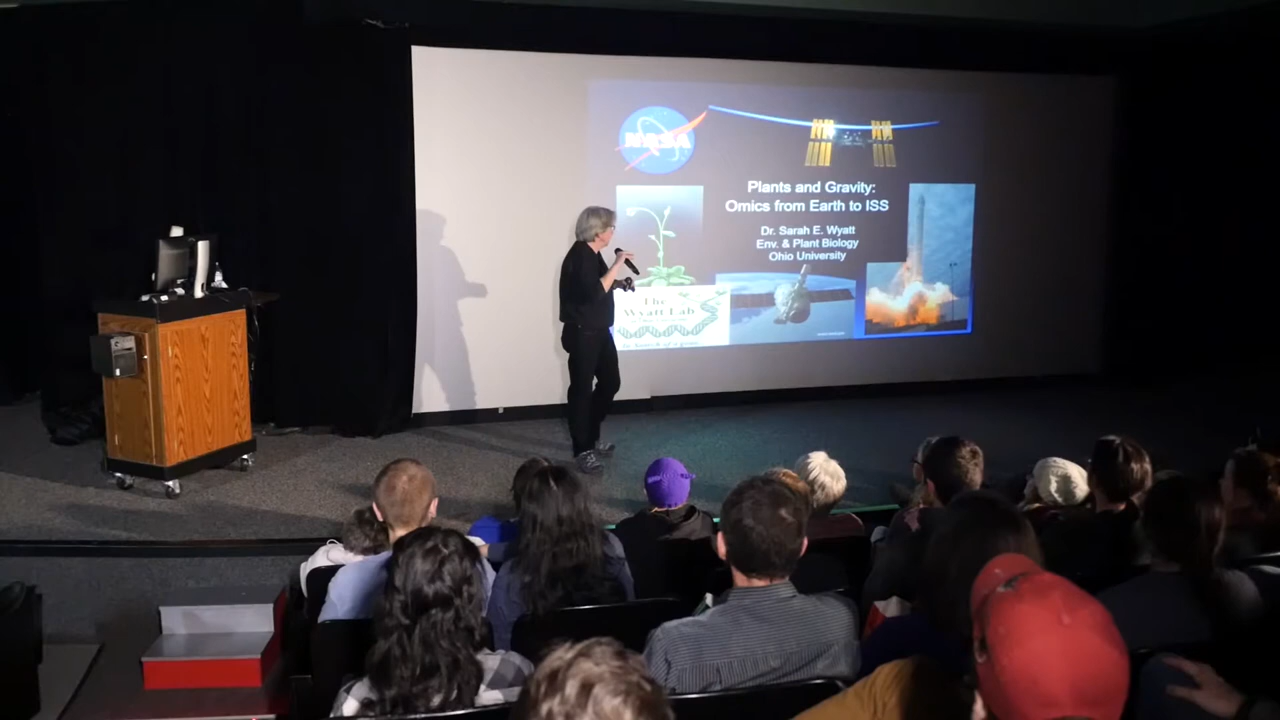 NASA
Plants and Gravity:
Omics from Earth to ISS
Dr. Sarah E. Wyatt
Env. & Plant Biology
Ohio University
The
Wyatt Lab